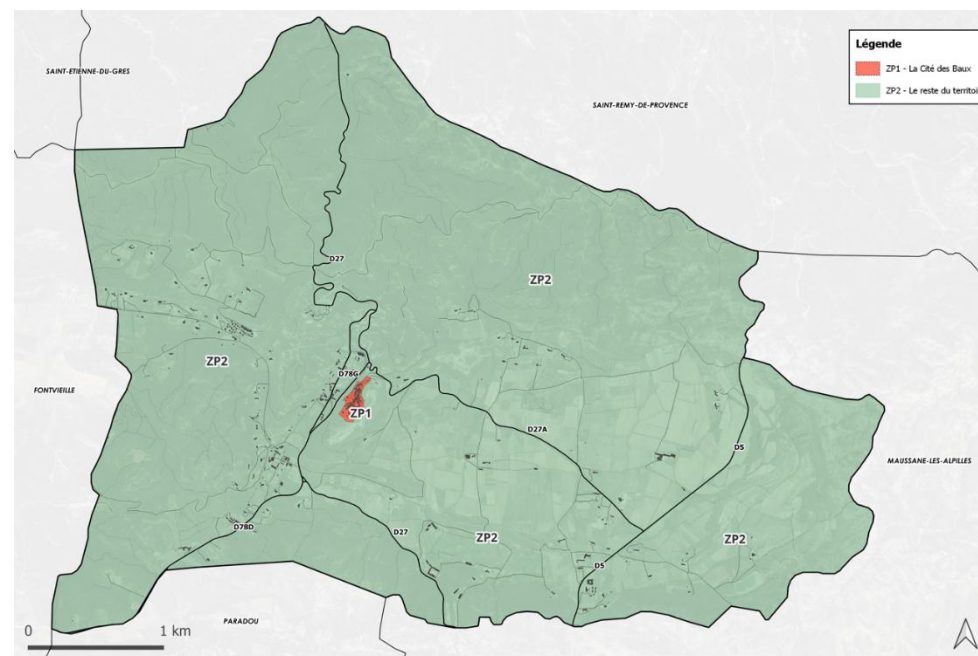 Légende
ZP1 - La Cité des Baux
ZP2 - Le reste du territoi
SAINT-ETIENNE-DU-GRES
SAINT-REMY-DE-PROVENCE
D27
ZP2
ZP2
D78G
FONTVIEILLE
ZP1
D27A
D5
MAUSSANE-LES-ALPILLES
D78D
D27
ZP2
ZP2
D5
PARADOU
0 1 km